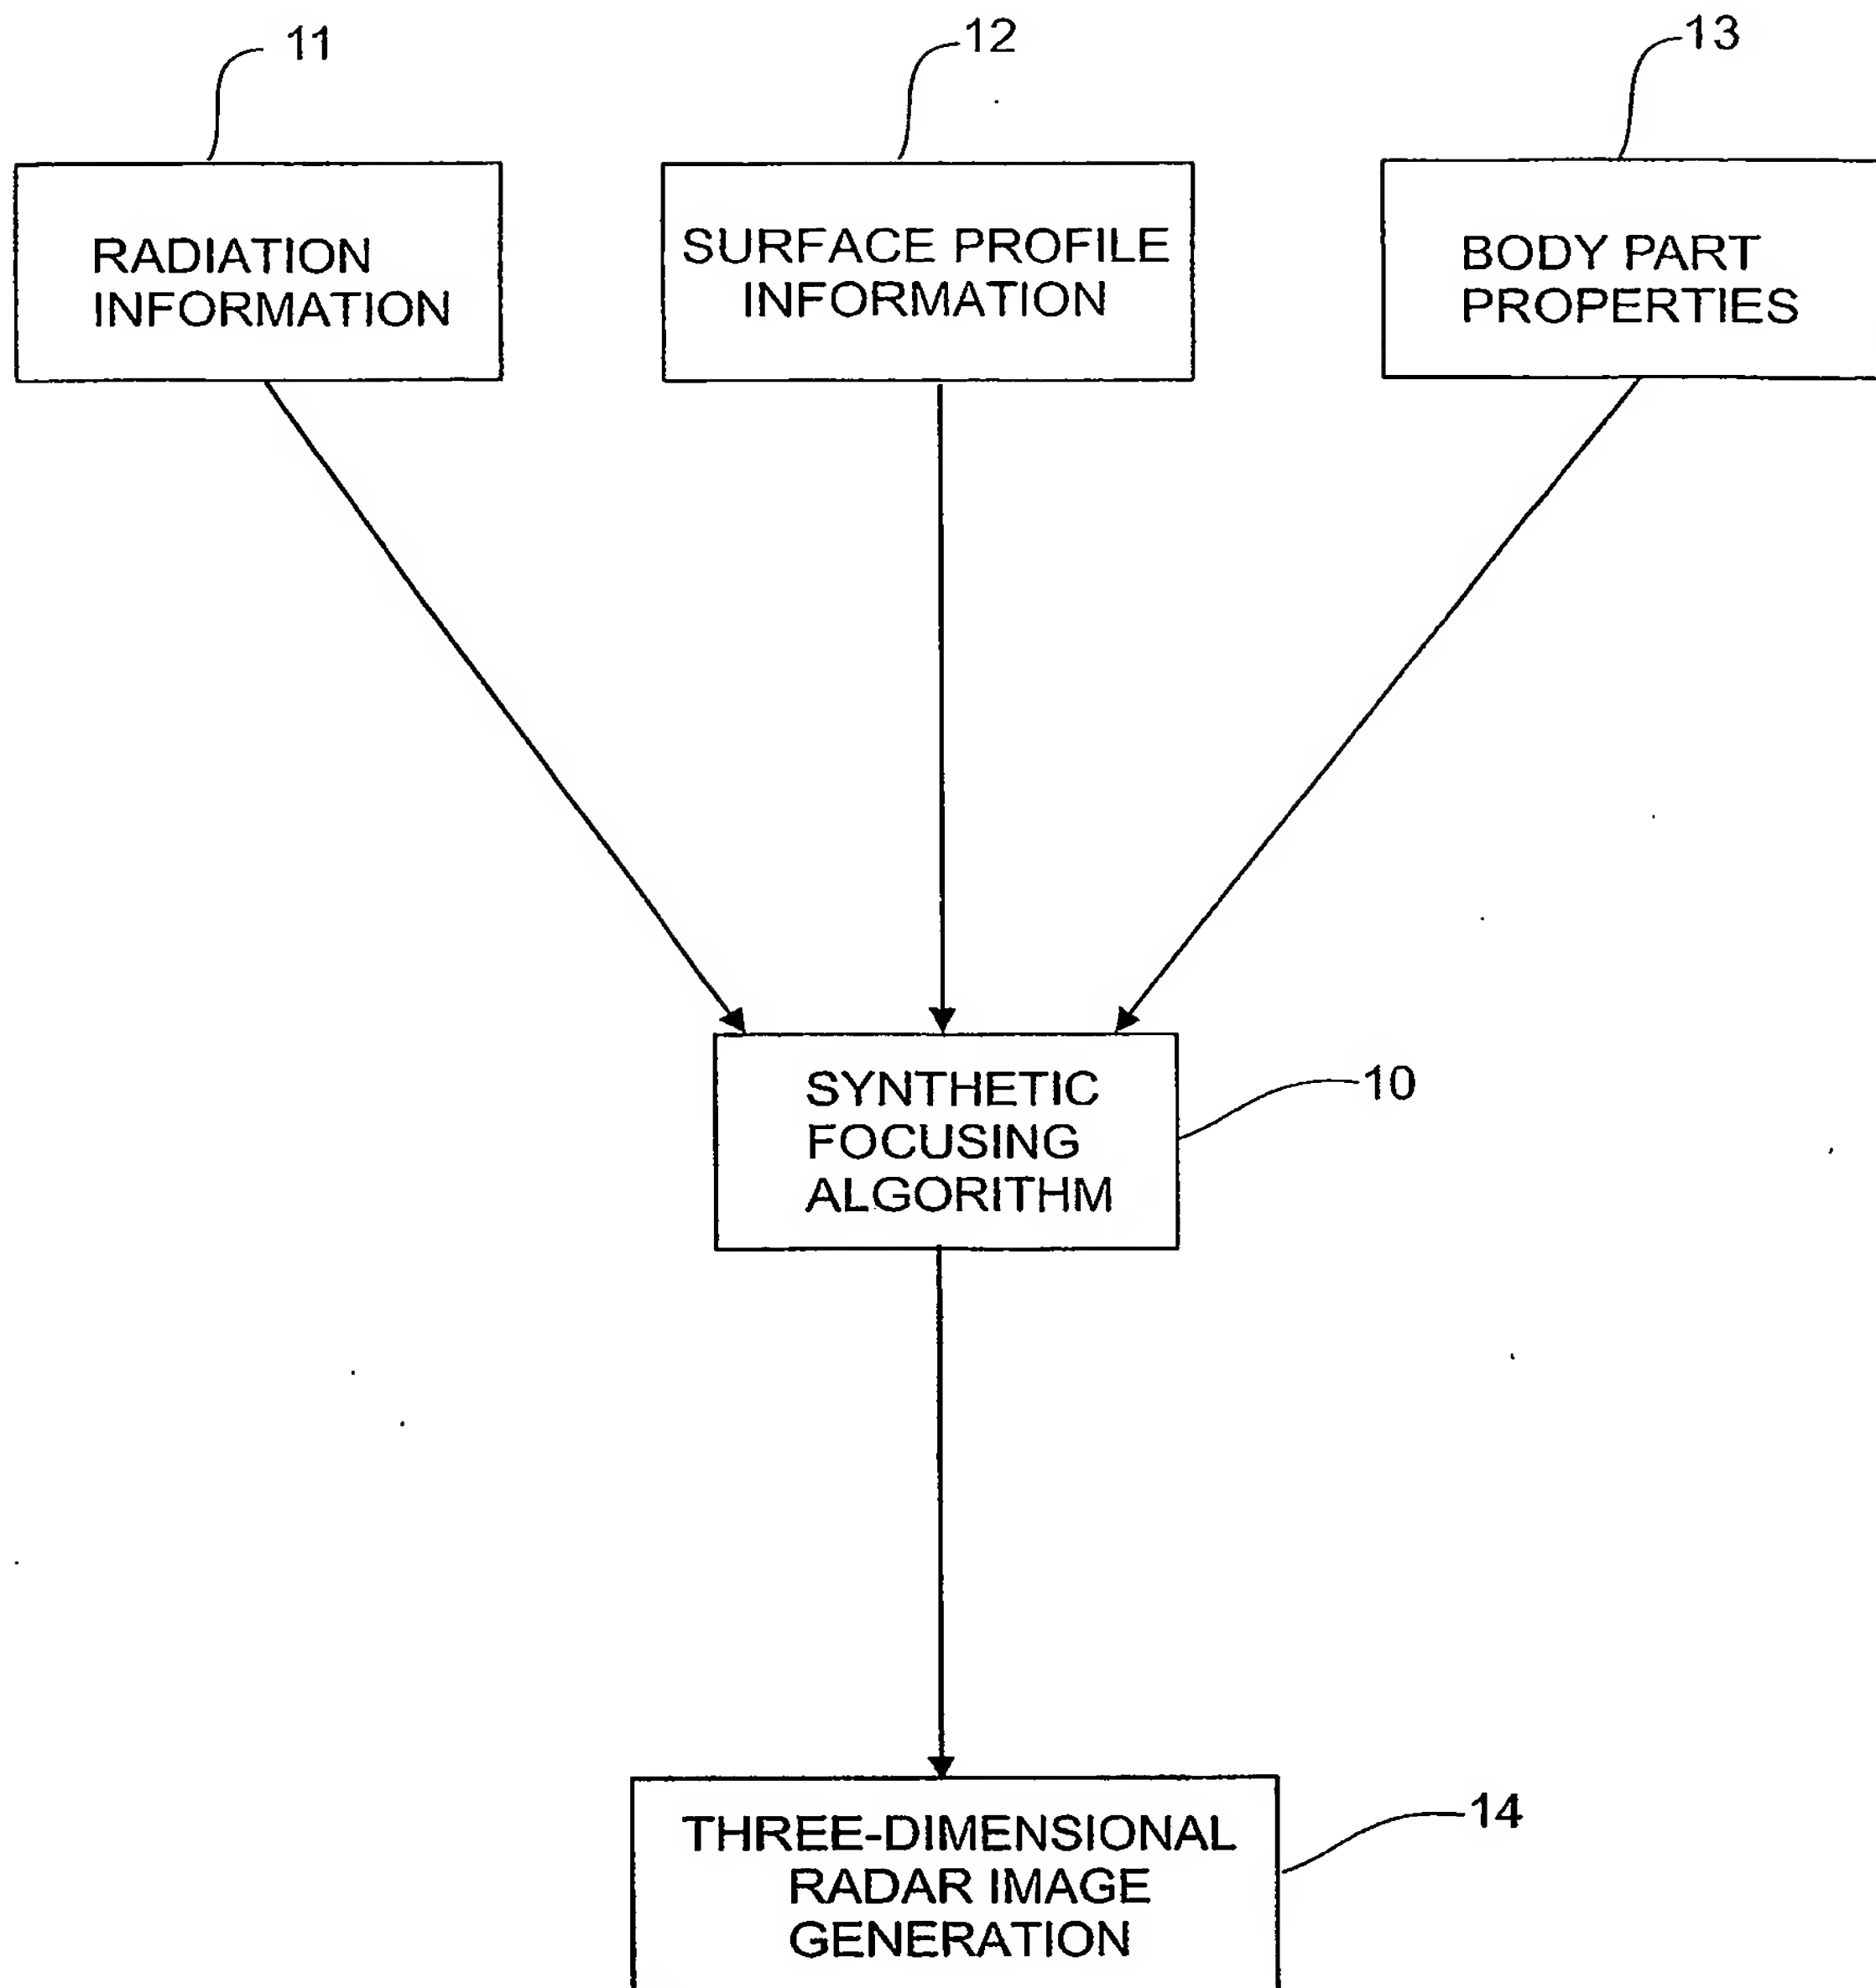 11
12
13
RADIATION
INFORMATION
SURFACE PROFILE
INFORMATION
BODY PART
PROPERTIES
SYNTHETIC
FOCUSING
ALGORITHM
10
THREE-DIMENSIONAL
RADAR IMAGE
GENERATION
14